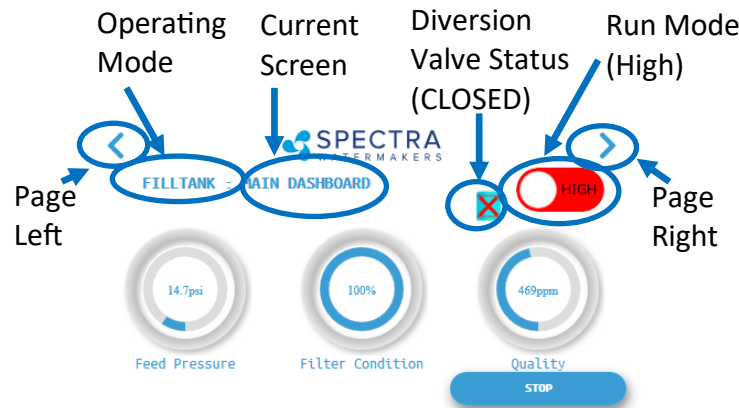 Operating
Mode
Current
Screen
Diversion
Valve Status
(CLOSED)
Run Mode
(High)
SPECTRA
WATERMAKERS
FILLTANK - MAIN DASHBOARD
HIGH
Page
Left
Page
Right
14.7psi
100%
469ppm
Feed Pressure
Filter Condition
Quality
STOP